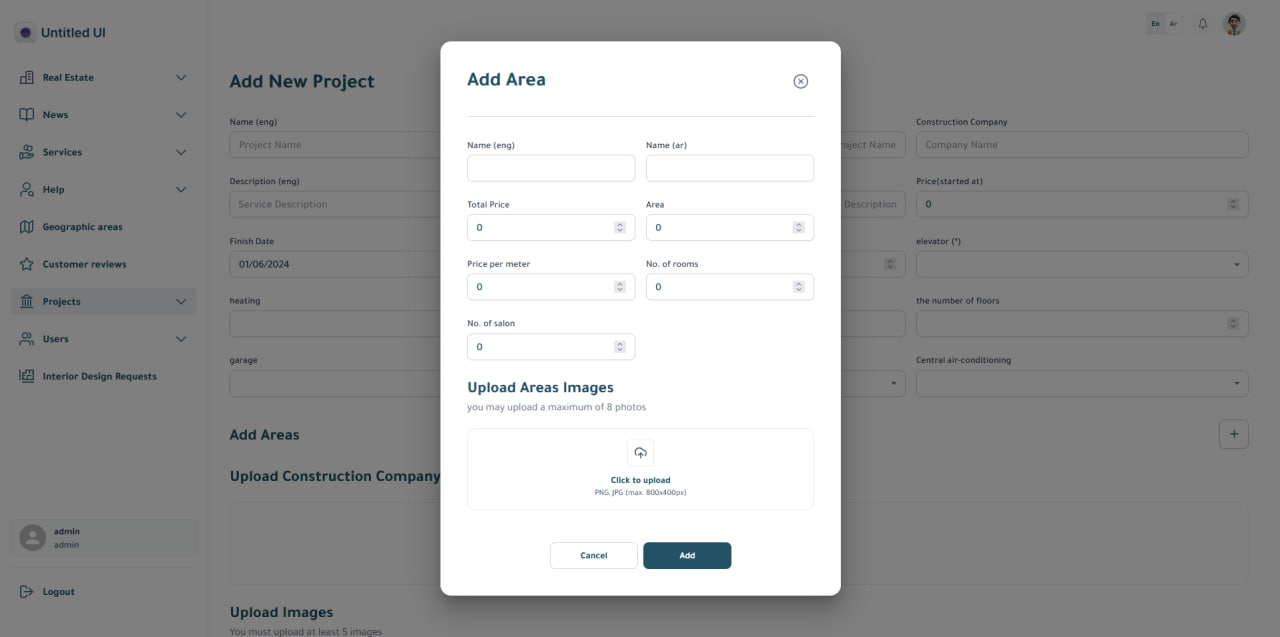 Untitled UI
En
Ar
Real Estate
News
Services
Help
Geographic areas
Customer reviews
Projects
Users
Interior Design Requests
admin
admin
Logout
Add New Project
Name (eng)
Project Name
Description (eng)
Service Description
Finish Date
01/06/2024
heating
garage
Add Areas
Upload Construction Company
Upload Images
You must upload at least 5 images
Add Area
Name (eng)
Name (ar)
Total Price
0
Area
0
Price per meter
0
No. of rooms
0
No. of salon
0
Upload Areas Images
you may upload a maximum of 8 photos
Click to upload
PNG, JPG (max. 800x400px)
Cancel
Add
Name
Description
Construction Company
Company Name
Price(started at)
0
elevator (*)
the number of floors
Central air-conditioning